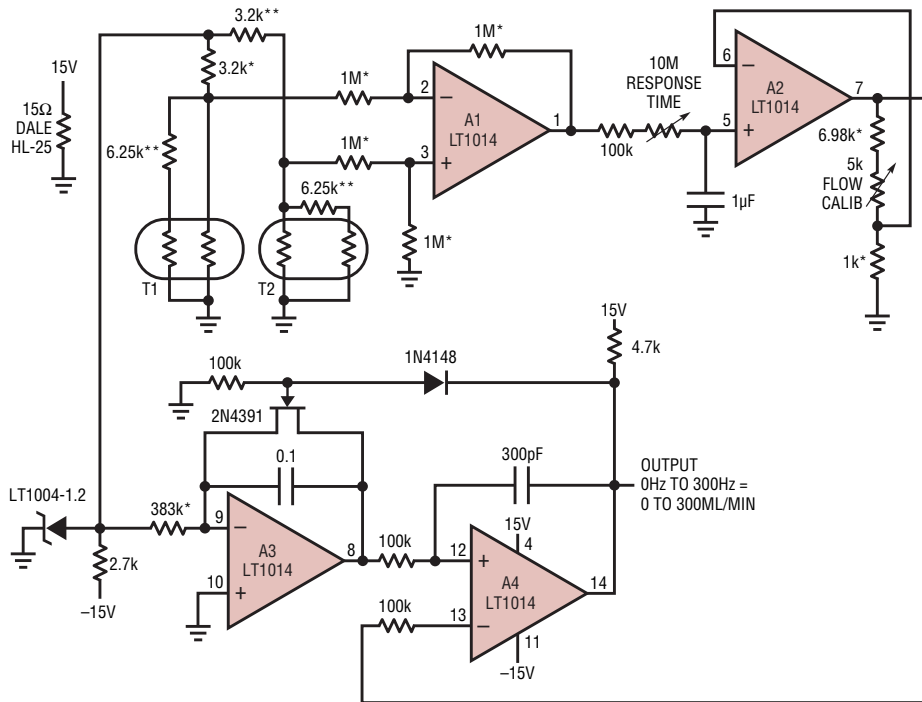 3.2k**
3.2k*
15V
15Ω
DALE
HL-25
6.25k**
T1
6.25k**
T2
1M*
1M*
1M*
1M*
2
3
1
A1
LT1014
100k
10M
RESPONSE
TIME
1µF
6
5
7
A2
LT1014
6.98k*
5k
FLOW
CALIB
1k*
15V
4.7k
100k
1N4148
2N4391
0.1
300pF
OUTPUT
0Hz TO 300Hz =
0 TO 300ML/MIN
LT1004-1.2
383k*
2.7k
–15V
9
10
8
A3
LT1014
100k
100k
12
13
15V
4
14
A4
LT1014
11
–15V